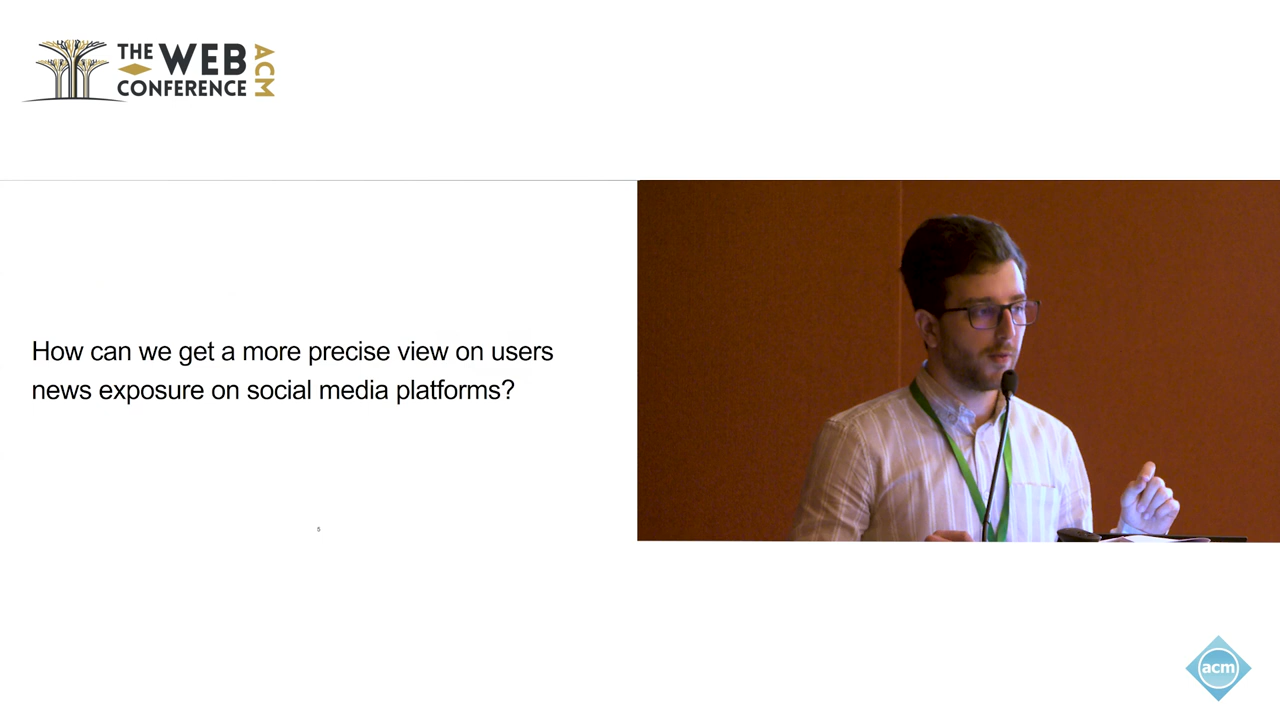 THE WEB
CONFERENCE
ACM
How can we get a more precise view on users
news exposure on social media platforms?
5
acm